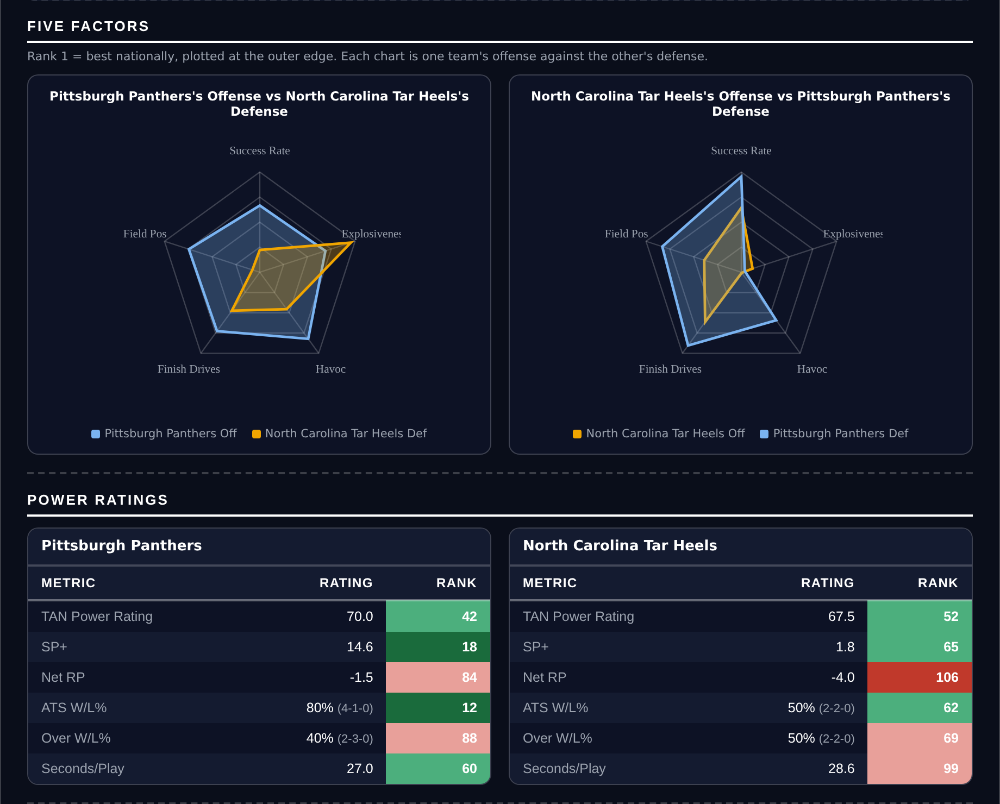 FIVE FACTORS
Rank 1 = best nationally, plotted at the outer edge. Each chart is one team's offense against the other's defense.
Pittsburgh Panthers's Offense vs North Carolina Tar Heels's
Defense
Success Rate
Field Pos
Explosivenes
Finish Drives
Havoc
Pittsburgh Panthers Off
North Carolina Tar Heels Def
North Carolina Tar Heels's Offense vs Pittsburgh Panthers's
Defense
Success Rate
Field Pos
Explosivenes
Finish Drives
Havoc
North Carolina Tar Heels Off
Pittsburgh Panthers Def
POWER RATINGS
Pittsburgh Panthers
METRIC RATING RANK
TAN Power Rating 70.0 42
SP+ 14.6 18
Net RP -1.5 84
ATS W/L% 80% (4-1-0) 12
Over W/L% 40% (2-3-0) 88
Seconds/Play 27.0 60
North Carolina Tar Heels
METRIC RATING RANK
TAN Power Rating 67.5 52
SP+ 1.8 65
Net RP -4.0 106
ATS W/L% 50% (2-2-0) 62
Over W/L% 50% (2-2-0) 69
Seconds/Play 28.6 99